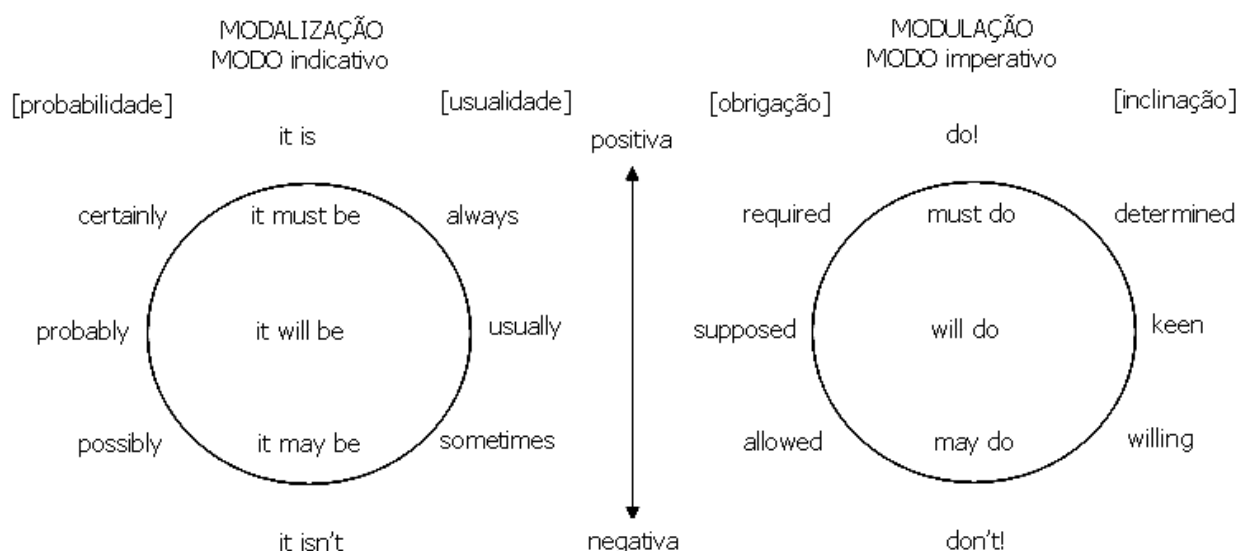 MODALIZAÇÃO
MODO indicativo
MODULAÇÃO
MODO imperativo
[probabilidade]
[usualidade]
[obrigação]
[inclinação]
it is
positiva
do!
certainly
it must be
always
required
must do
determined
probably
it will be
usually
supposed
will do
keen
possibly
it may be
sometimes
allowed
may do
willing
it isn't
negativa
don't!